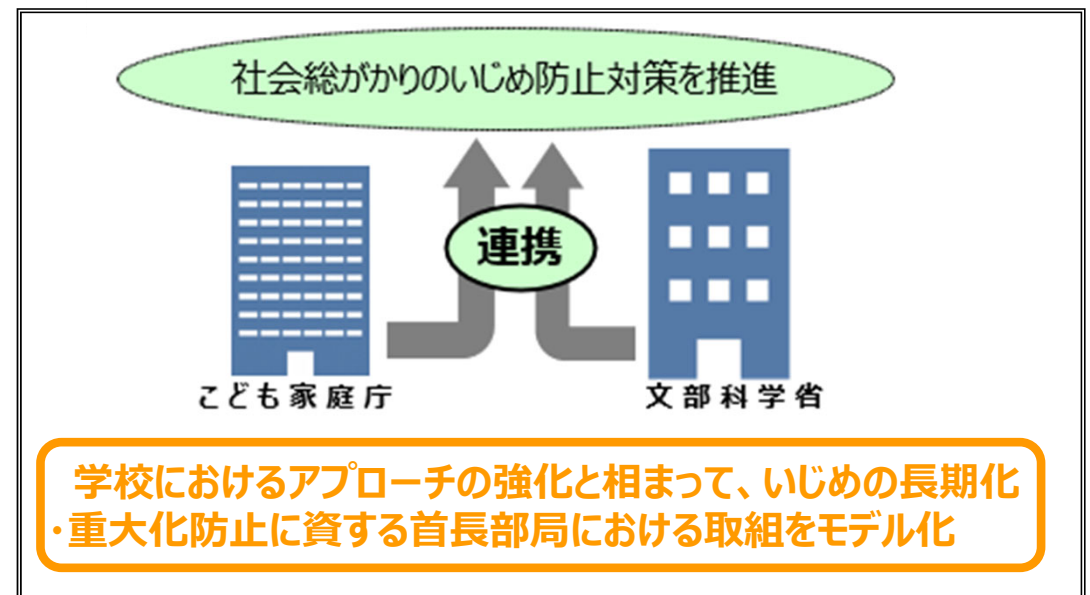 社会総がかりのいじめ防止対策を推進
連携
こども家庭庁
文部科学省
学校におけるアプローチの強化と相まって、いじめの長期化
・重大化防止に資する首長部局における取組をモデル化